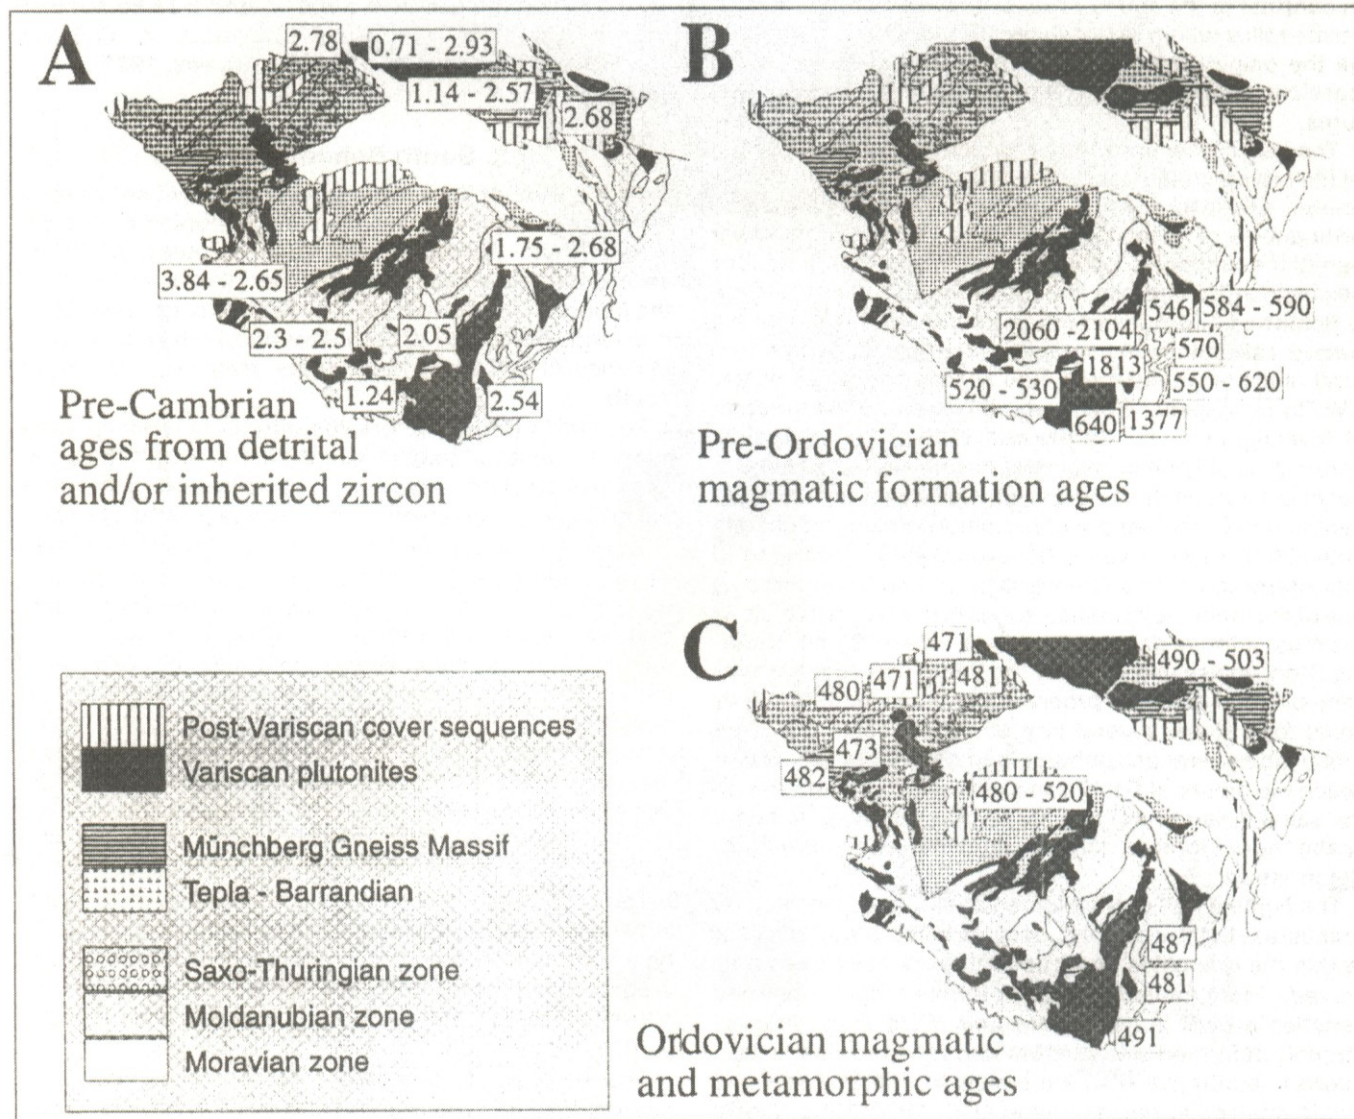 A
2.78
0.71 - 2.93
1.14 - 2.57
2.68
1.75 - 2.68
3.84 - 2.65
2.3 - 2.5
2.05
1.24
2.54
Pre-Cambrian
ages from detrital
and/or inherited zircon
B
546
584 - 590
2060 -2104
570
1813
520 - 530
550 - 620
640
1377
Pre-Ordovician
magmatic formation ages
C
471
490 - 503
480
471
481
473
482
480 - 520
487
481
491
Ordovician magmatic
and metamorphic ages
Post-Variscan cover sequences
Variscan plutonites
Münchberg Gneiss Massif
Tepla - Barrandian
Saxo-Thuringian zone
Moldanubian zone
Moravian zone